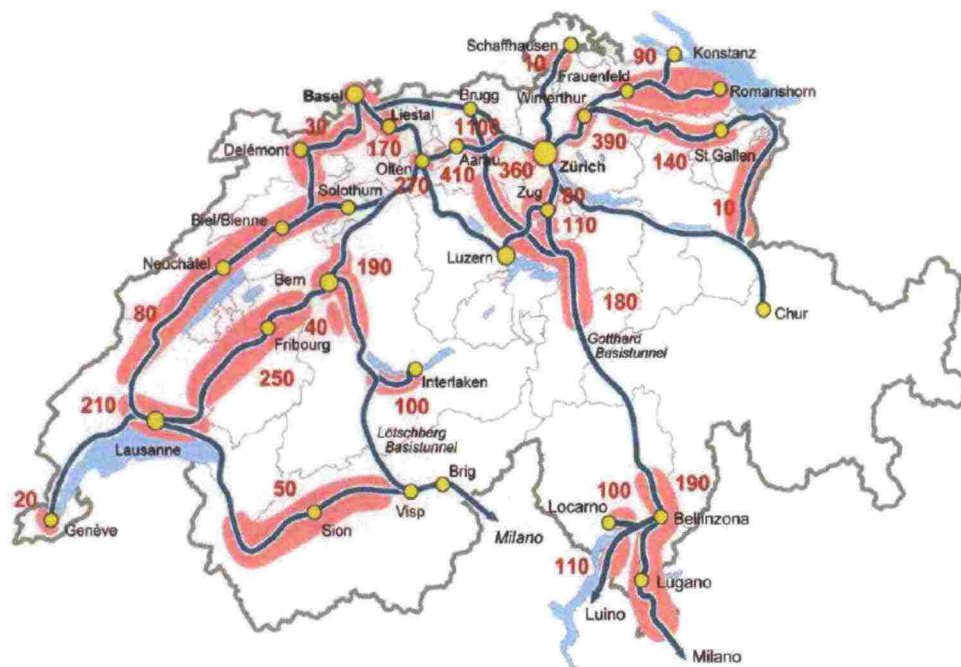 Schaffhausen
10
Konstanz
90
Frauenfeld
Romanshorn
Winterthur
Basel
Brugg
Liestal
30
1100
390
Delémont
170
Aarau
360
Zürich
140
St.Gallen
Olten
410
270
Solothurn
Zug
80
10
Biel/Bienne
110
Neuchâtel
Luzern
190
Bern
180
80
40
Chur
Fribourg
Gotthard
Basistunnel
250
Interlaken
100
210
Lausanne
Lötschberg
Basistunnel
50
Brig
100
190
20
Visp
Locarno
Genève
Sion
Milano
Bellinzona
110
Lugano
Luino
Milano